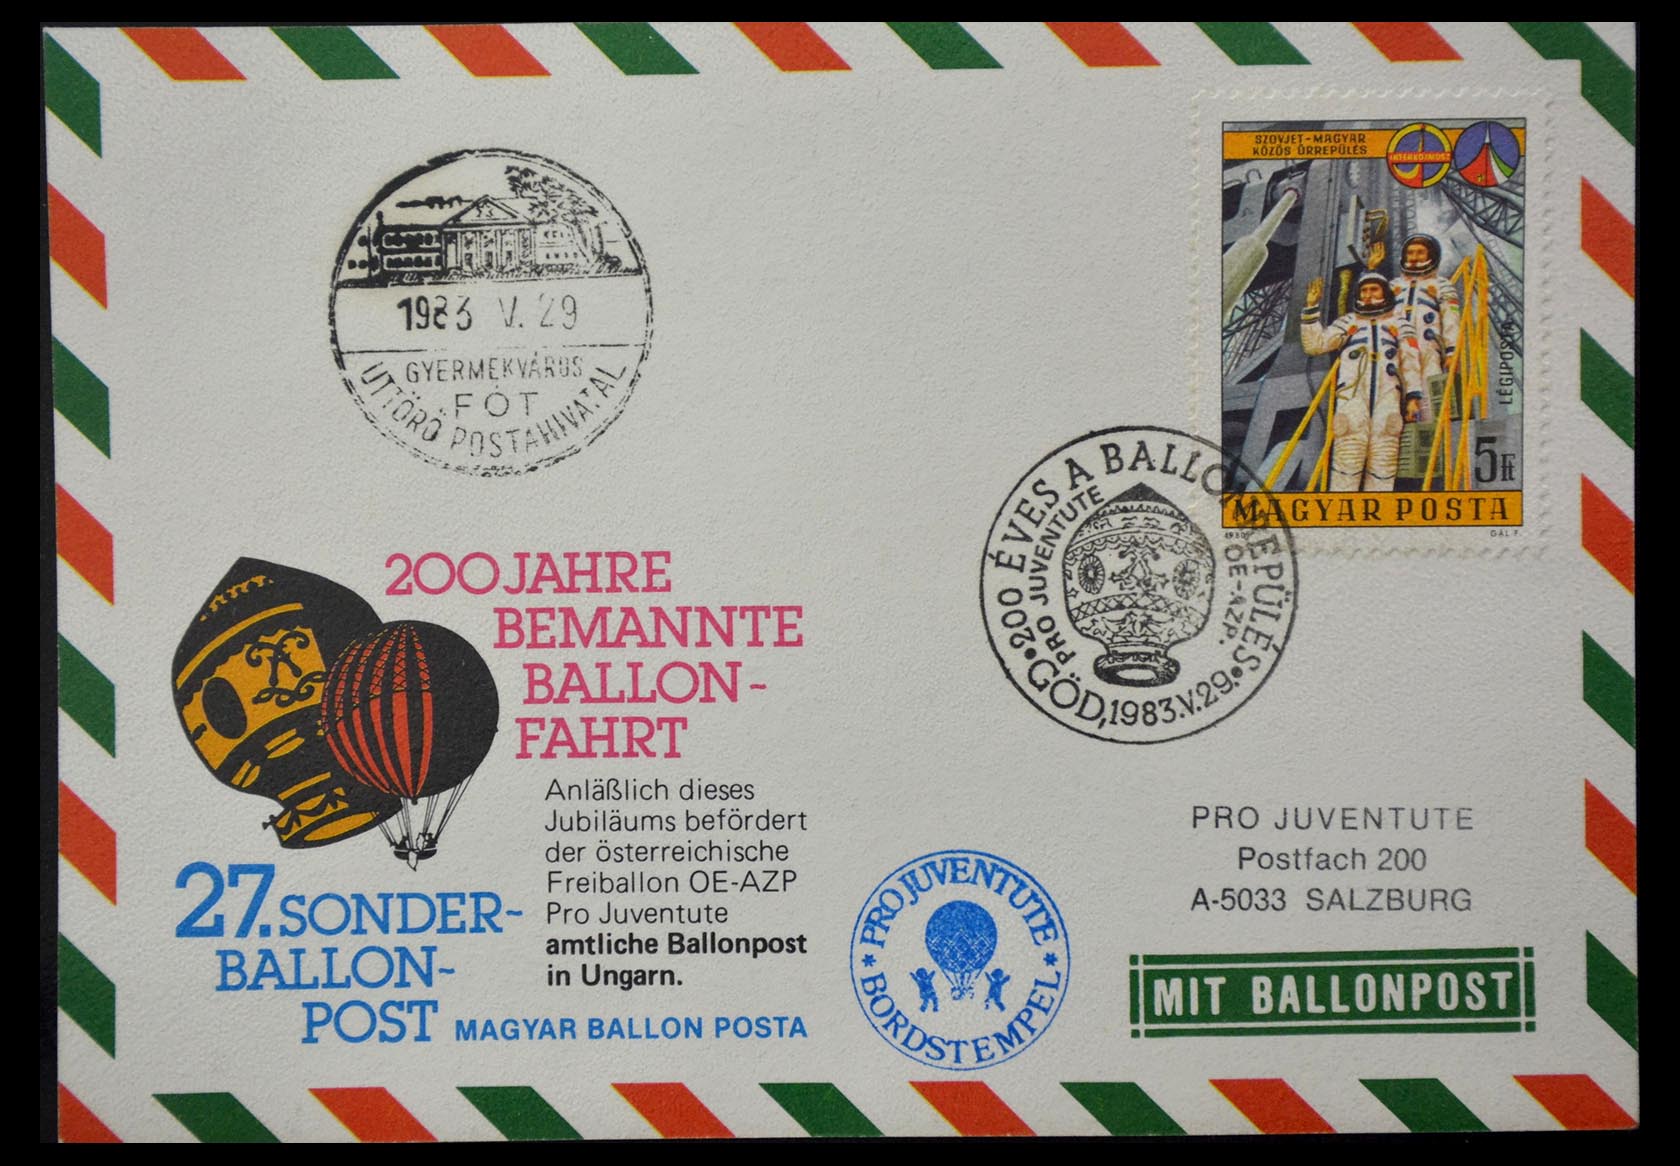 1983 V. 29
GYERMEKVÁROS
FÓT
ÚTTÖRŐ POSTAHIVATAL
SZOVJET-MAGYAR
KÖZÖS ŰRREPÜLÉS
INTERKOZMOSZ
LÉGIPOSTA
5 Ft
MAGYAR POSTA
1980
GÁL F.
200 ÉVES A BALLONREPÜLÉS
PRO JUVENTUTE
OE-AZP.
GÖD, 1983.V.29.
200 JAHRE
BEMANNTE
BALLON-
FAHRT
Anläßlich dieses
Jubiläums befördert
der österreichische
Freiballon OE-AZP
Pro Juventute
amtliche Ballonpost
in Ungarn.
27. SONDER-
BALLON-
POST
MAGYAR BALLON POSTA
PRO JUVENTUTE
* BORDSTEMPEL *
PRO JUVENTUTE
Postfach 200
A-5033 SALZBURG
MIT BALLONPOST